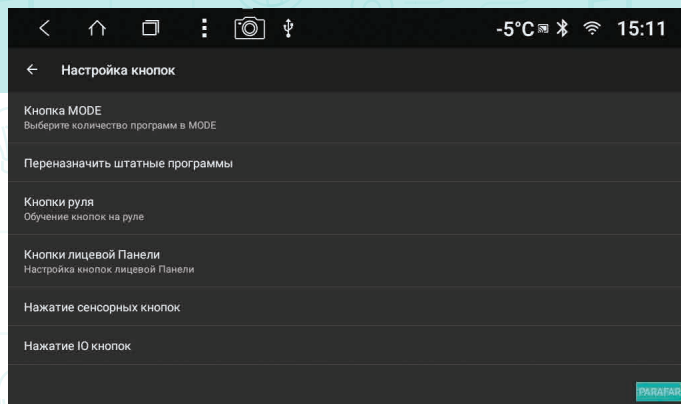 -5°C 15:11
Настройка кнопок
Кнопка MODE
Выберите количество программ в MODE
Переназначить штатные программы
Кнопки руля
Обучение кнопок на руле
Кнопки лицевой Панели
Настройка кнопок лицевой Панели
Нажатие сенсорных кнопок
Нажатие IO кнопок
PARAFAR